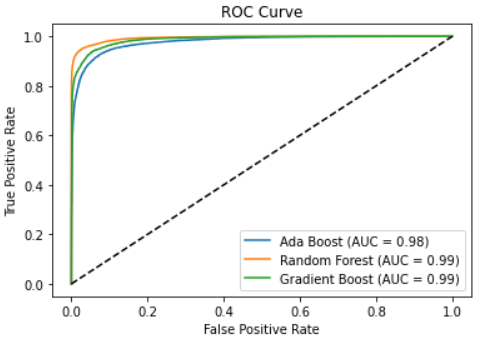 ROC Curve
True Positive Rate
1.0
0.8
0.6
0.4
0.2
0.0
Ada Boost (AUC = 0.98)
Random Forest (AUC = 0.99)
Gradient Boost (AUC = 0.99)
0.0 0.2 0.4 0.6 0.8 1.0
False Positive Rate